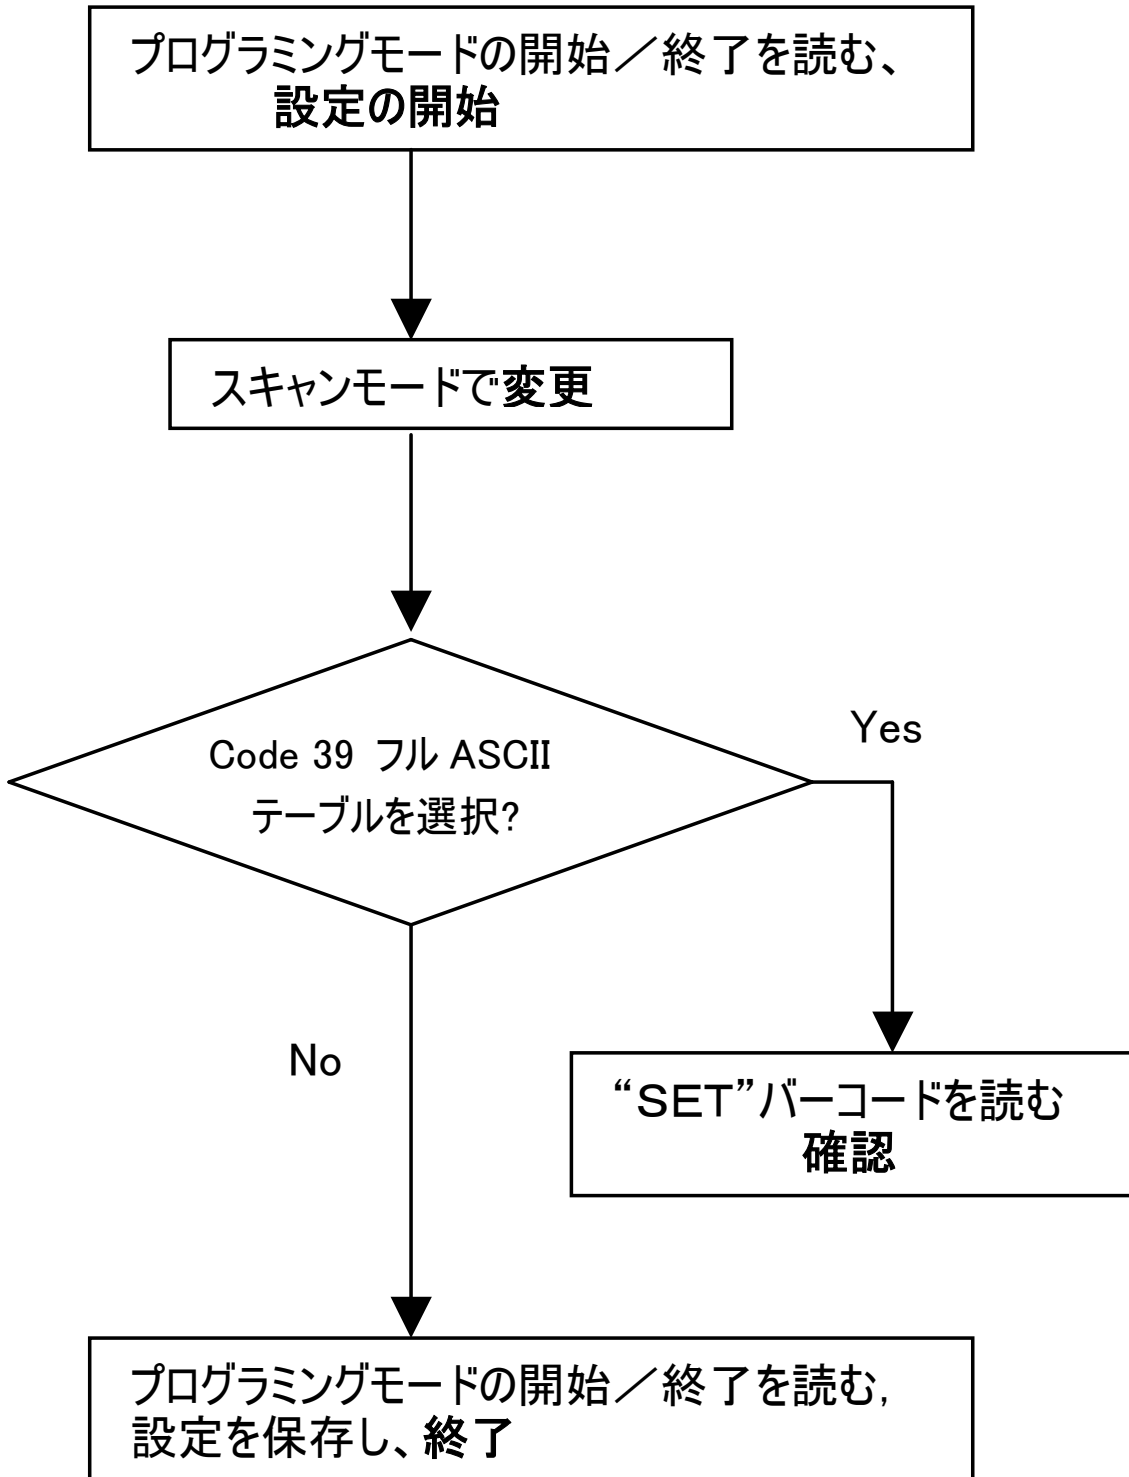 プログラミングモードの開始／終了を読む、
設定の開始
スキャンモードで変更
Code 39 フル ASCII
テーブルを選択?
Yes
No
“SET”バーコードを読む
確認
プログラミングモードの開始／終了を読む,
設定を保存し、終了